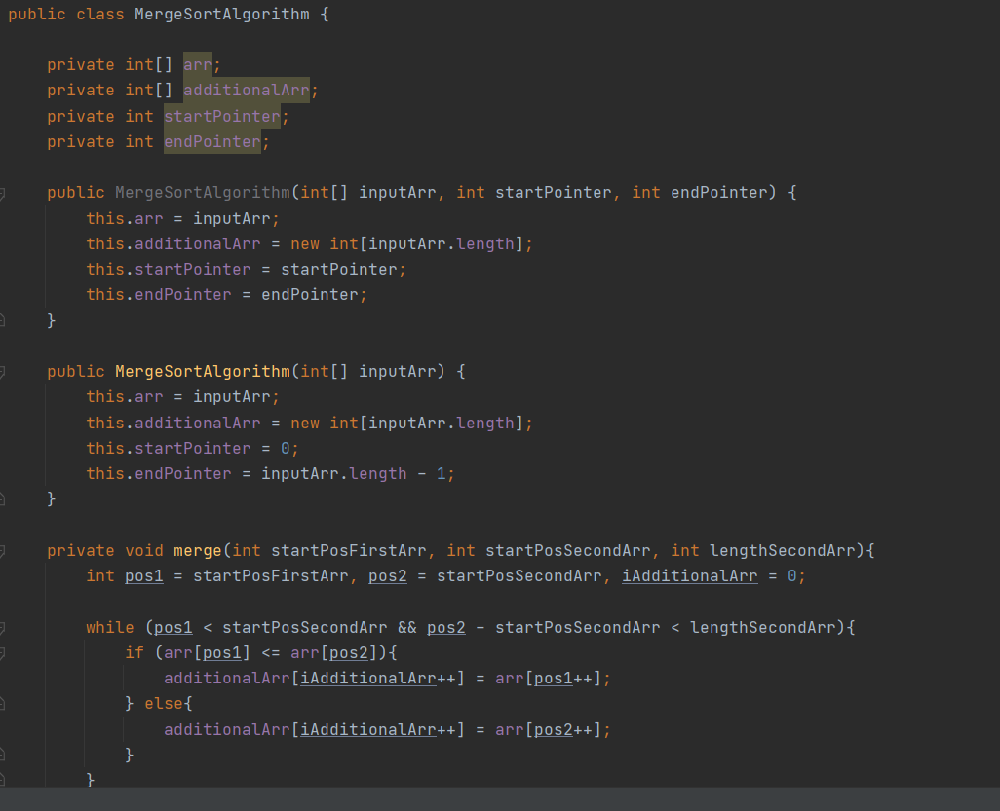 public class MergeSortAlgorithm {
private int[] arr;
private int[] additionalArr;
private int startPointer;
private int endPointer;
public MergeSortAlgorithm(int[] inputArr, int startPointer, int endPointer) {
this.arr = inputArr;
this.additionalArr = new int[inputArr.length];
this.startPointer = startPointer;
this.endPointer = endPointer;
}
public MergeSortAlgorithm(int[] inputArr) {
this.arr = inputArr;
this.additionalArr = new int[inputArr.length];
this.startPointer = 0;
this.endPointer = inputArr.length - 1;
}
private void merge(int startPosFirstArr, int startPosSecondArr, int lengthSecondArr){
int pos1 = startPosFirstArr, pos2 = startPosSecondArr, iAdditionalArr = 0;
while (pos1 < startPosSecondArr && pos2 - startPosSecondArr < lengthSecondArr){
if (arr[pos1] <= arr[pos2]){
additionalArr[iAdditionalArr++] = arr[pos1++];
} else{
additionalArr[iAdditionalArr++] = arr[pos2++];
}
}